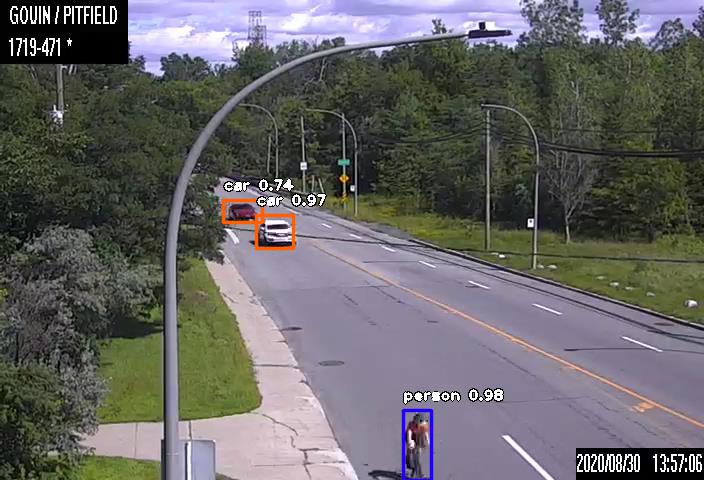 GOUIN / PITFIELD
1719-471 *
car 0.74
car 0.97
person 0.98
2020/08/30 13:57:06